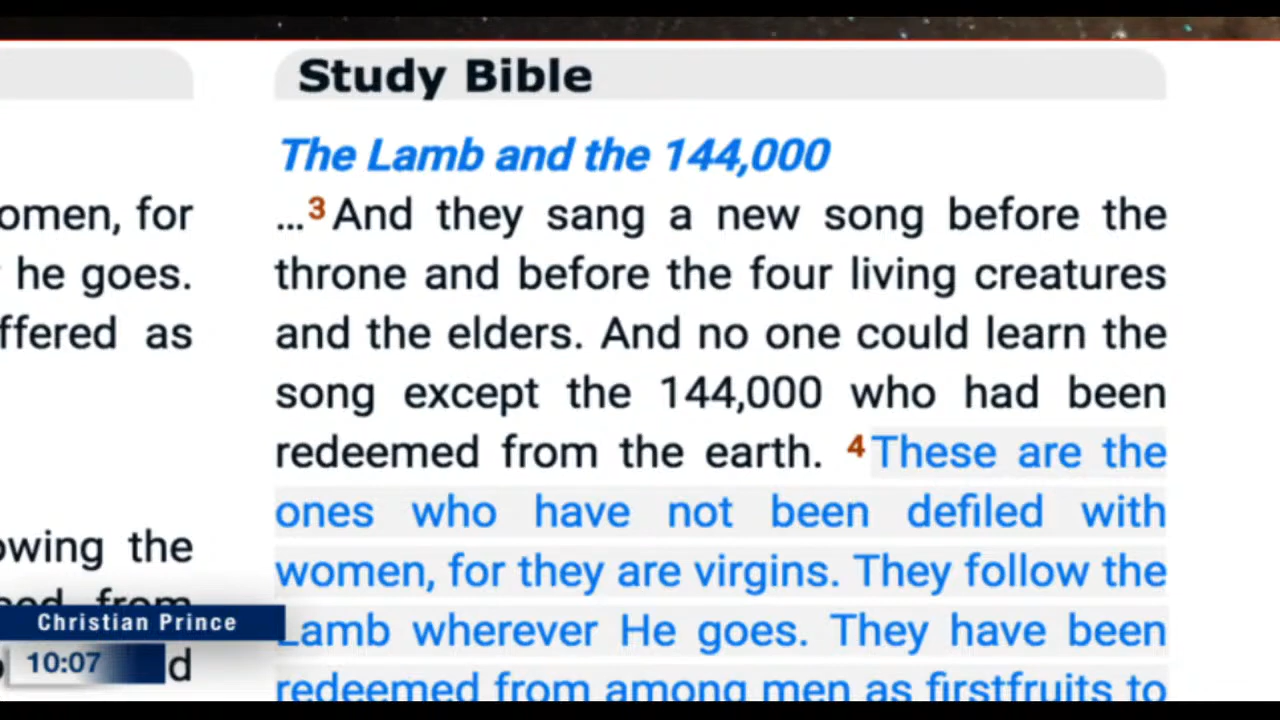 Study Bible
The Lamb and the 144,000
...3 And they sang a new song before the
throne and before the four living creatures
and the elders. And no one could learn the
song except the 144,000 who had been
redeemed from the earth. 4 These are the
ones who have not been defiled with
women, for they are virgins. They follow the
Lamb wherever He goes. They have been
redeemed from among men as firstfruits to
for
he goes.
as
the
from
Christian Prince
10:07